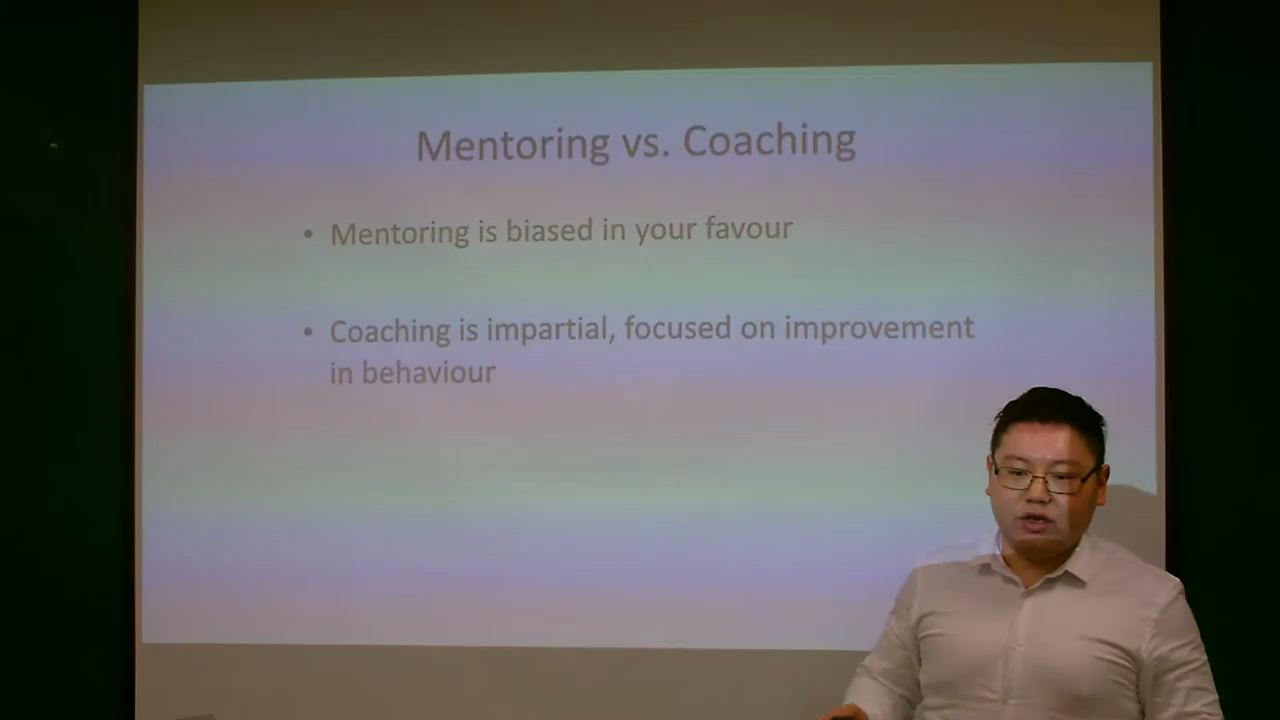 Mentoring vs. Coaching
• Mentoring is biased in your favour
• Coaching is impartial, focused on improvement
in behaviour